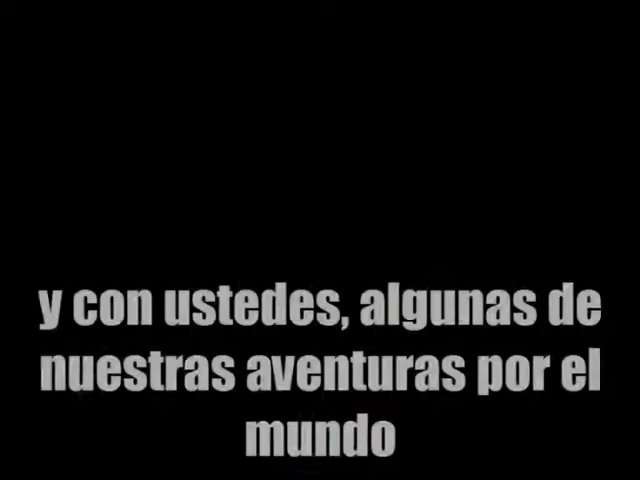 y con ustedes, algunas de
nuestras aventuras por el
mundo